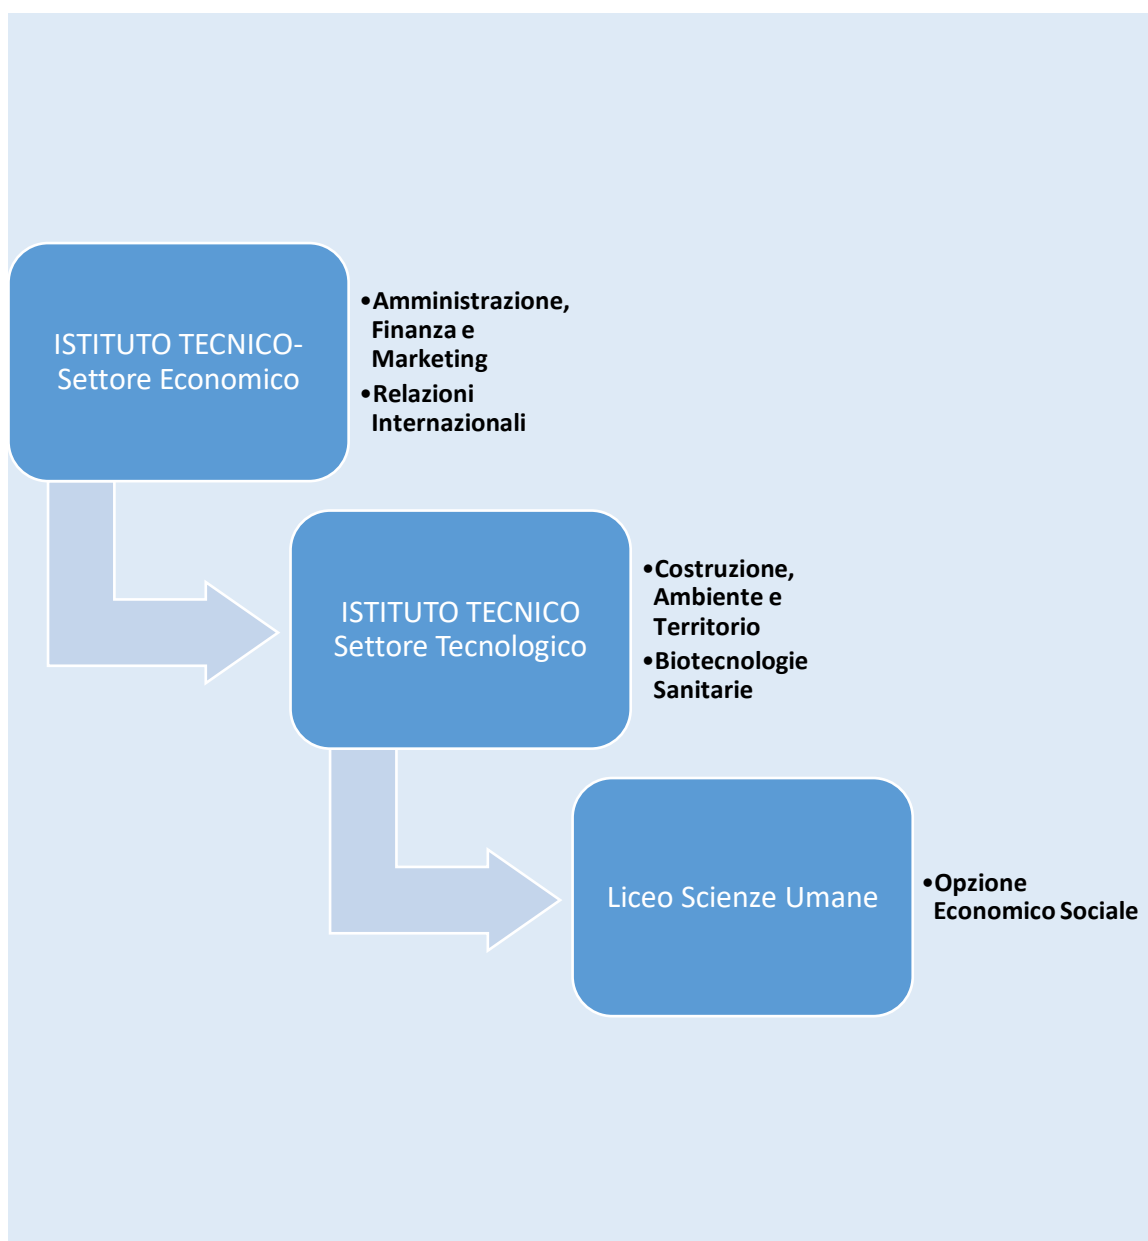 ISTITUTO TECNICO-
Settore Economico
•Amministrazione,
Finanza e
Marketing
•Relazioni
Internazionali
ISTITUTO TECNICO
Settore Tecnologico
•Costruzione,
Ambiente e
Territorio
•Biotecnologie
Sanitarie
Liceo Scienze Umane
•Opzione
Economico Sociale